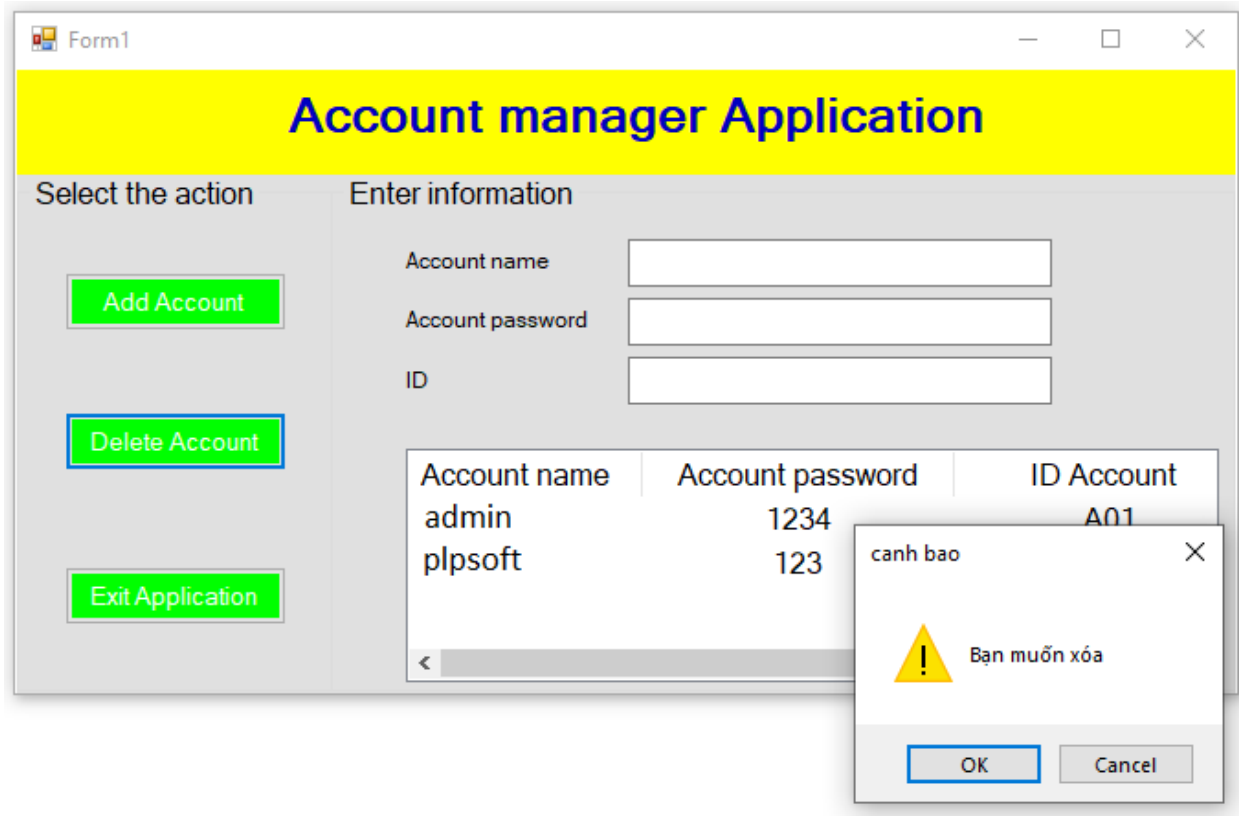 Form1
Account manager Application
Select the action
Enter information
Add Account
Delete Account
Exit Application
Account name
Account password
ID
Account name Account password ID Account
admin 1234 A01
plpsoft 123
canh bao
Bạn muốn xóa
OK Cancel